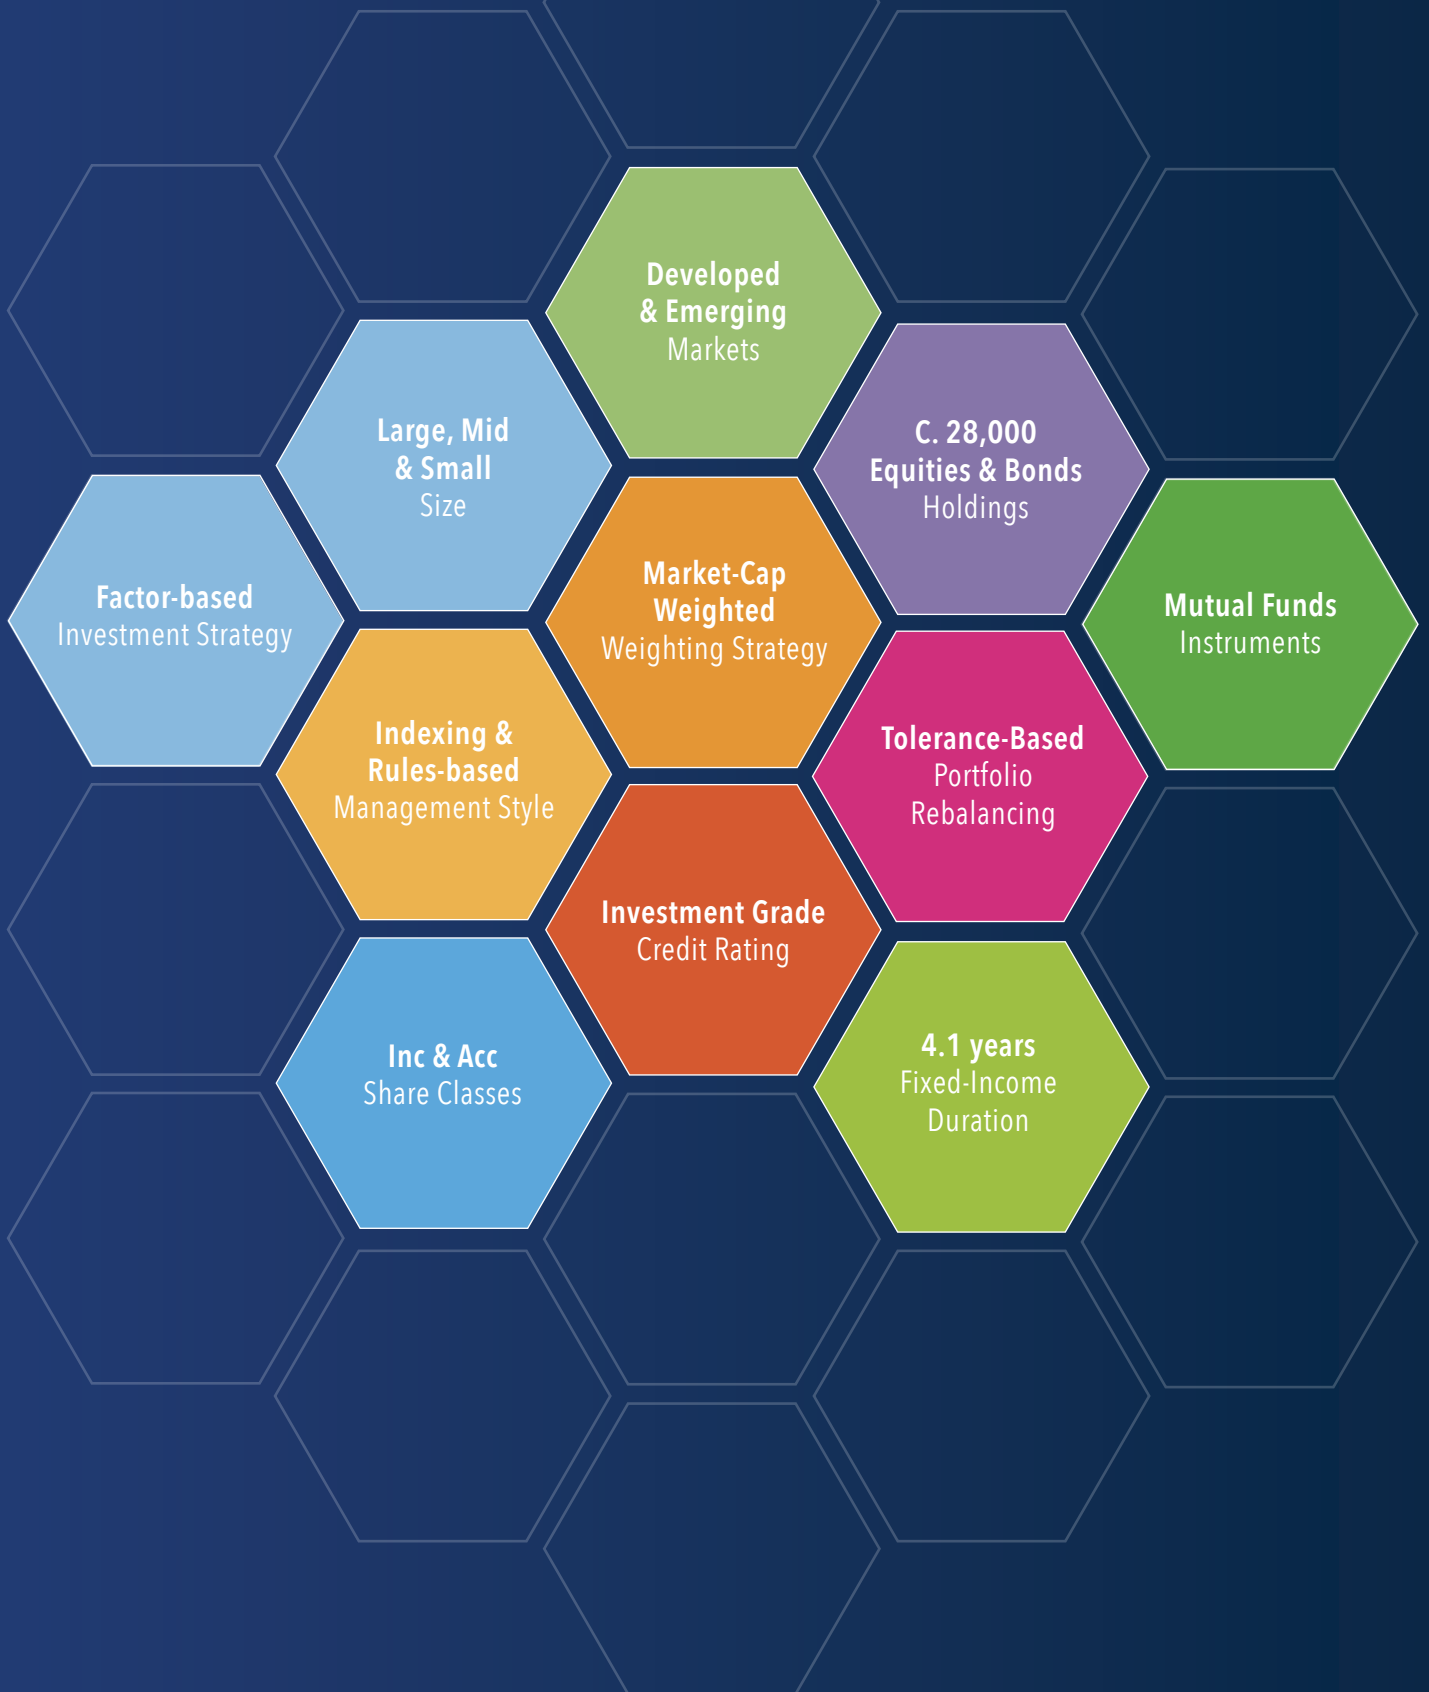 Developed
& Emerging
Markets
Large, Mid
& Small
Size
C. 28,000
Equities & Bonds
Holdings
Factor-based
Investment Strategy
Market-Cap
Weighted
Weighting Strategy
Mutual Funds
Instruments
Indexing &
Rules-based
Management Style
Tolerance-Based
Portfolio
Rebalancing
Investment Grade
Credit Rating
Inc & Acc
Share Classes
4.1 years
Fixed-Income
Duration